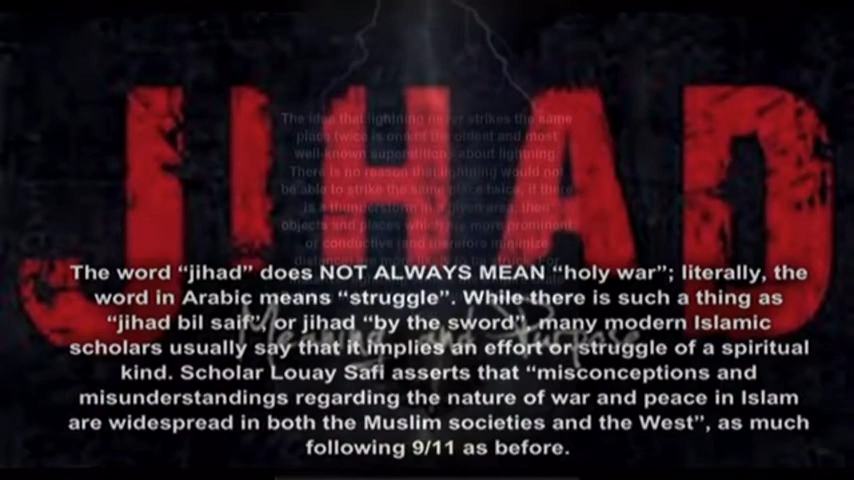 JIHAD
The idea that lightning never strikes the same
place twice is one of the oldest and most
well-known superstitions about lightning.
There is no reason that lightning would not
be able to strike the same place twice, if there
is a thunderstorm in a given area, then
objects and places which are more prominent
or conductive (and therefore minimize
The word “jihad” does NOT ALWAYS MEAN “holy war”; literally, the
word in Arabic means “struggle”. While there is such a thing as
“jihad bil saif”, or jihad “by the sword”, many modern Islamic
scholars usually say that it implies an effort or struggle of a spiritual
kind. Scholar Louay Safi asserts that “misconceptions and
misunderstandings regarding the nature of war and peace in Islam
are widespread in both the Muslim societies and the West”, as much
following 9/11 as before.
Meaning and Purpose